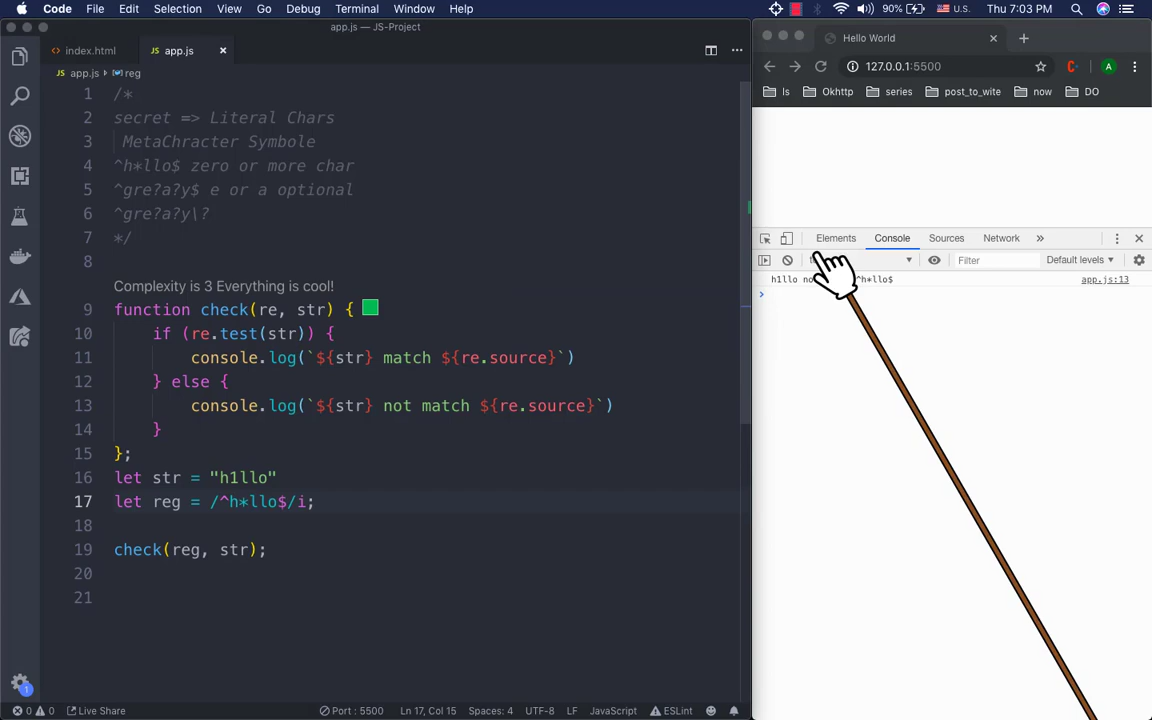 Code File Edit Selection View Go Debug Terminal Window Help 90% U.S. Thu 7:03 PM
app.js — JS-Project
index.html JS app.js
JS app.js reg
1 /*
2 secret => Literal Chars
3 MetaChracter Symbole
4 ^h*llo$ zero or more char
5 ^gre?a?y$ e or a optional
6 ^gre?a?y\?
7 */
8
Complexity is 3 Everything is cool!
9 function check(re, str) {
10 if (re.test(str)) {
11 console.log(`${str} match ${re.source}`)
12 } else {
13 console.log(`${str} not match ${re.source}`)
14 }
15 };
16 let str = "h1llo"
17 let reg = /^h*llo$/i;
18
19 check(reg, str);
20
21
0 0 Live Share Port : 5500 Ln 17, Col 15 Spaces: 4 UTF-8 LF JavaScript ESLint
1
Hello World
127.0.0.1:5500 A
ls Okhttp series post_to_wite now DO
Elements Console Sources Network
Filter Default levels
h1llo ^h*llo$ app.js:13